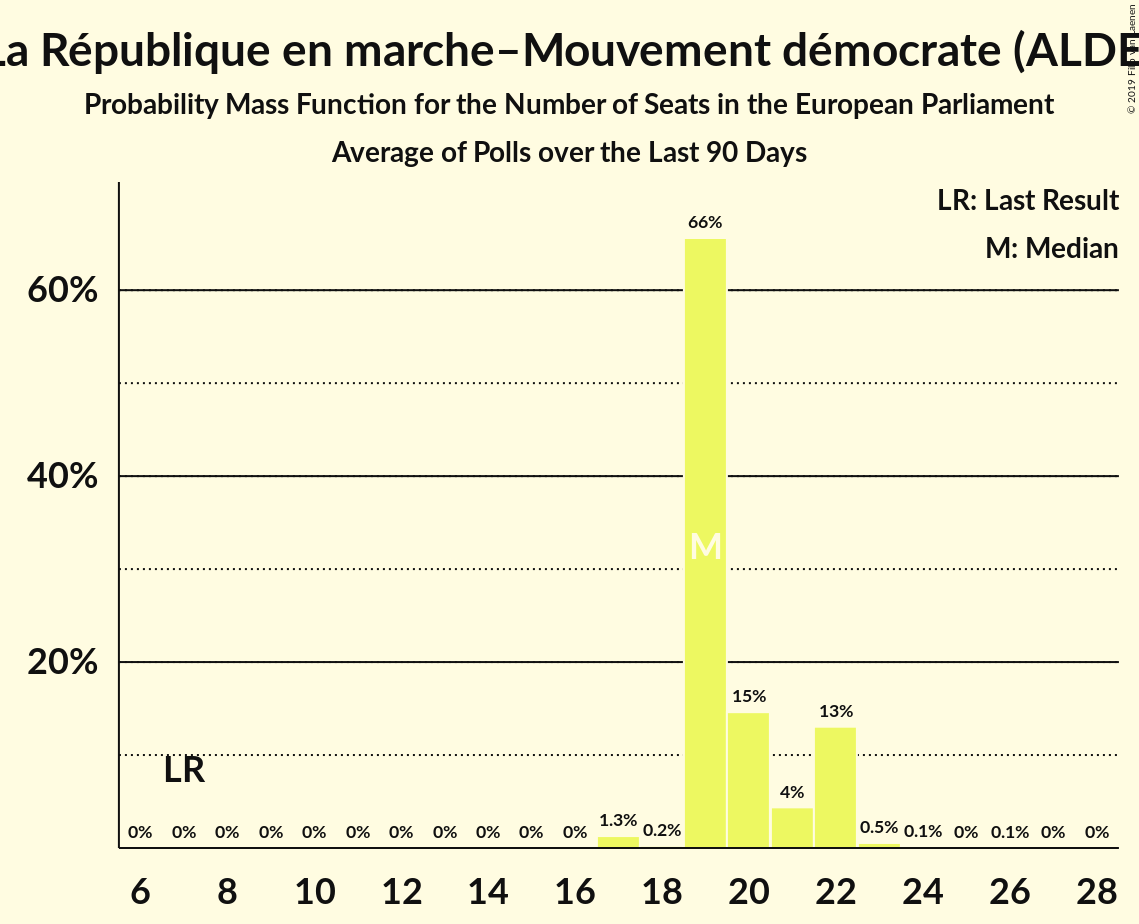 La République en marche–Mouvement démocrate (ALDE
Probability Mass Function for the Number of Seats in the European Parliament
Average of Polls over the Last 90 Days
© 2019 Filip
LR: Last Result
M: Median
66%
60%
40%
M
20%
15%
13%
LR
4%
0% 0% 0% 0% 0% 0% 0% 0% 0% 0% 0% 1.3% 0.2% 0.5% 0.1% 0% 0.1% 0% 0%
6 8 10 12 14 16 18 20 22 24 26 28